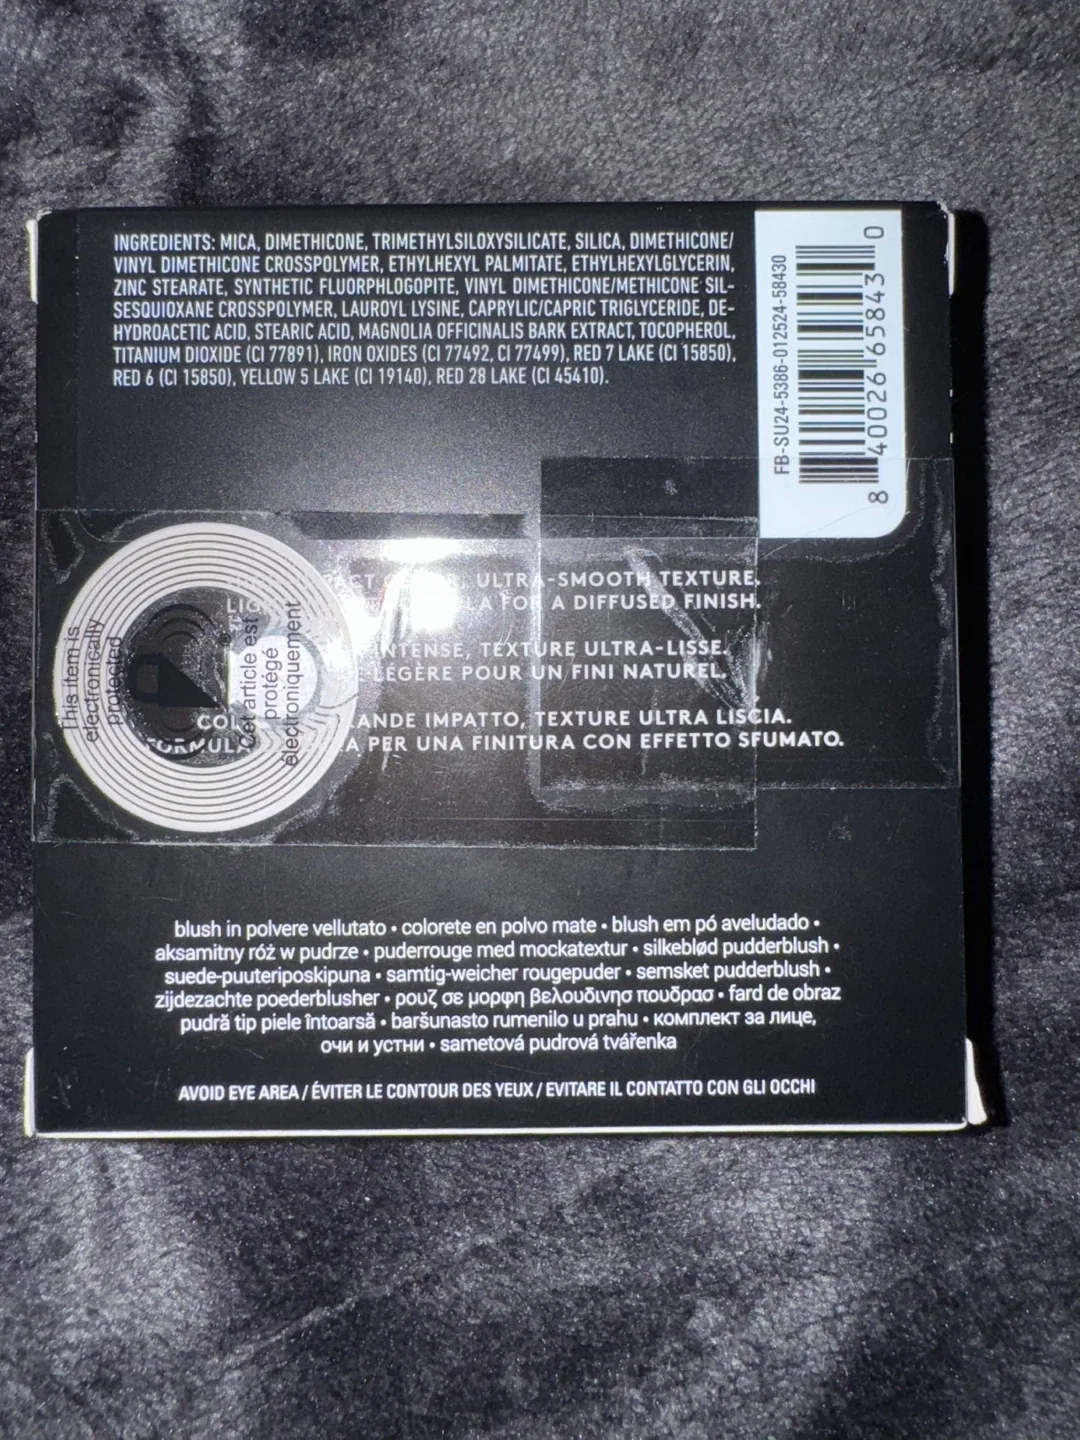 INGREDIENTS: MICA, DIMETHICONE, TRIMETHYLSILOXYSILICATE, SILICA, DIMETHICONE/
VINYL DIMETHICONE CROSSPOLYMER, ETHYLHEXYL PALMITATE, ETHYLHEXYLGLYCERIN,
ZINC STEARATE, SYNTHETIC FLUORPHLOGOPITE, VINYL DIMETHICONE/METHICONE SIL-
SESQUIOXANE CROSSPOLYMER, LAUROYL LYSINE, CAPRYLIC/CAPRIC TRIGLYCERIDE, DE-
HYDROACETIC ACID, STEARIC ACID, MAGNOLIA OFFICINALIS BARK EXTRACT, TOCOPHEROL,
TITANIUM DIOXIDE (CI 77891), IRON OXIDES (CI 77492, CI 77499), RED 7 LAKE (CI 15850),
RED 6 (CI 15850), YELLOW 5 LAKE (CI 19140), RED 28 LAKE (CI 45410).
FB-SU24-5386-012524-58430
8 40026 65843 0
ULTRA-SMOOTH TEXTURE.
FOR A DIFFUSED FINISH.
INTENSE, TEXTURE ULTRA-LISSE.
LÉGÈRE POUR UN FINI NATUREL.
IMPATTO, TEXTURE ULTRA LISCIA.
PER UNA FINITURA CON EFFETTO SFUMATO.
This item is
electronically
protected
Cet article est
protégé
électroniquement
blush in polvere vellutato • colorete en polvo mate • blush em pó aveludado •
aksamitny róż w pudrze • puderrouge med mockatextur • silkeblød pudderblush •
suede-puuteriposkipuna • samtig-weicher rougepuder • semsket pudderblush •
zijdezachte poederblusher • ρουζ σε μορφη βελουδινησ πουδρασ • fard de obraz
pudră tip piele întoarsă • baršunasto rumenilo u prahu • комплект за лице,
очи и устни • sametová pudrová tvářenka
AVOID EYE AREA / ÉVITER LE CONTOUR DES YEUX / EVITARE IL CONTATTO CON GLI OCCHI